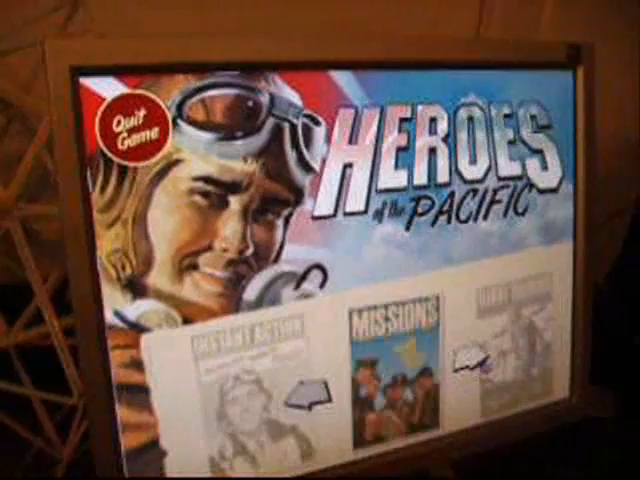 Quit
Game
HEROES
of the PACIFIC
INSTANT ACTION
MISSIONS